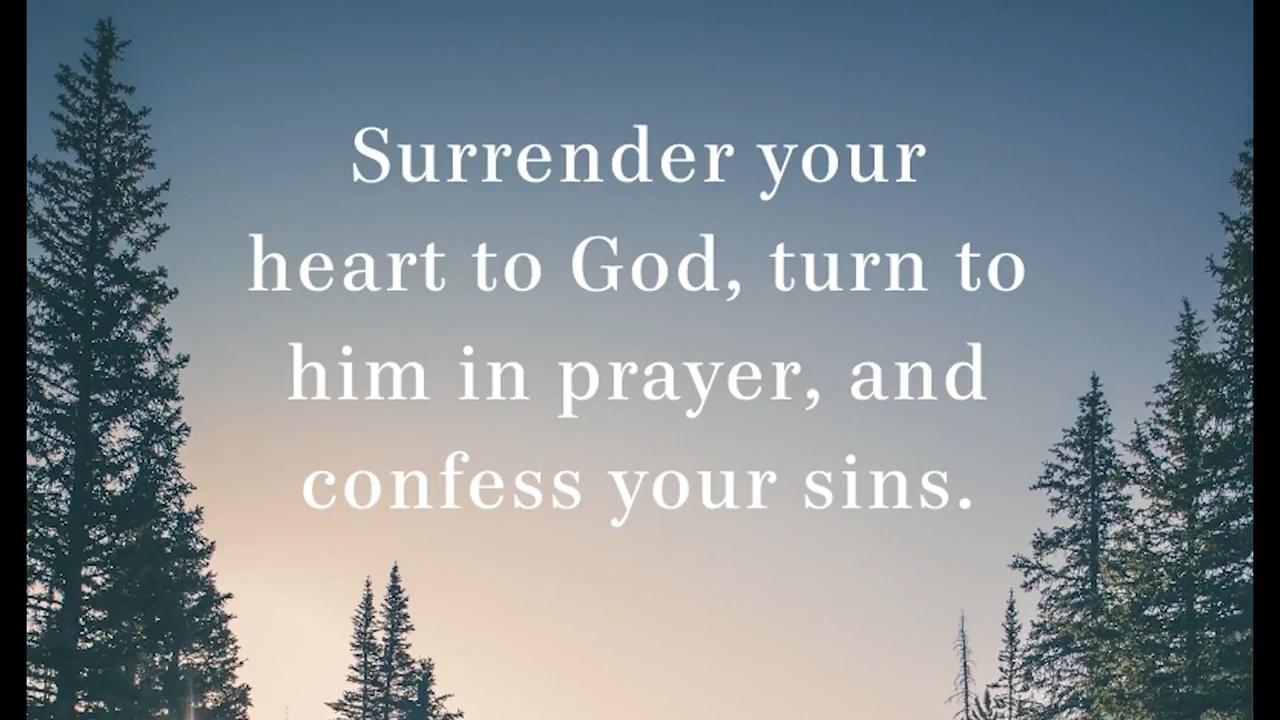 Surrender your
heart to God, turn to
him in prayer, and
confess your sins.